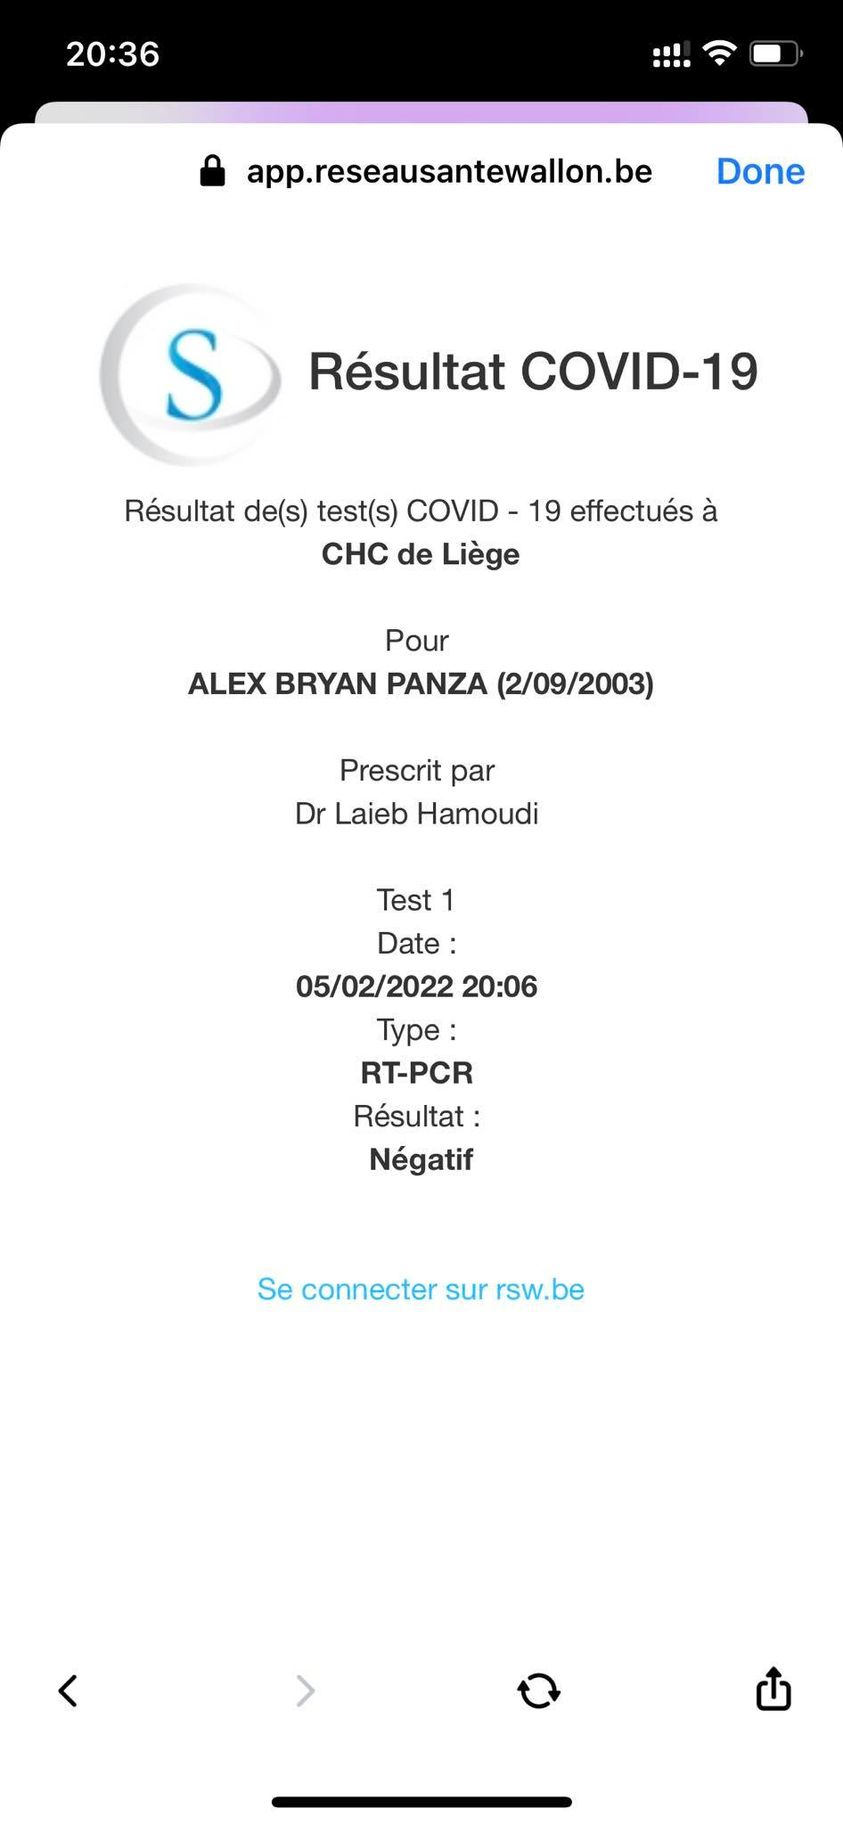 20:36
app.reseausantewallon.be
Done
S
Résultat COVID-19
Résultat de(s) test(s) COVID - 19 effectués à
CHC de Liège
Pour
ALEX BRYAN PANZA (2/09/2003)
Prescrit par
Dr Laieb Hamoudi
Test 1
Date :
05/02/2022 20:06
Type :
RT-PCR
Résultat :
Négatif
Se connecter sur rsw.be